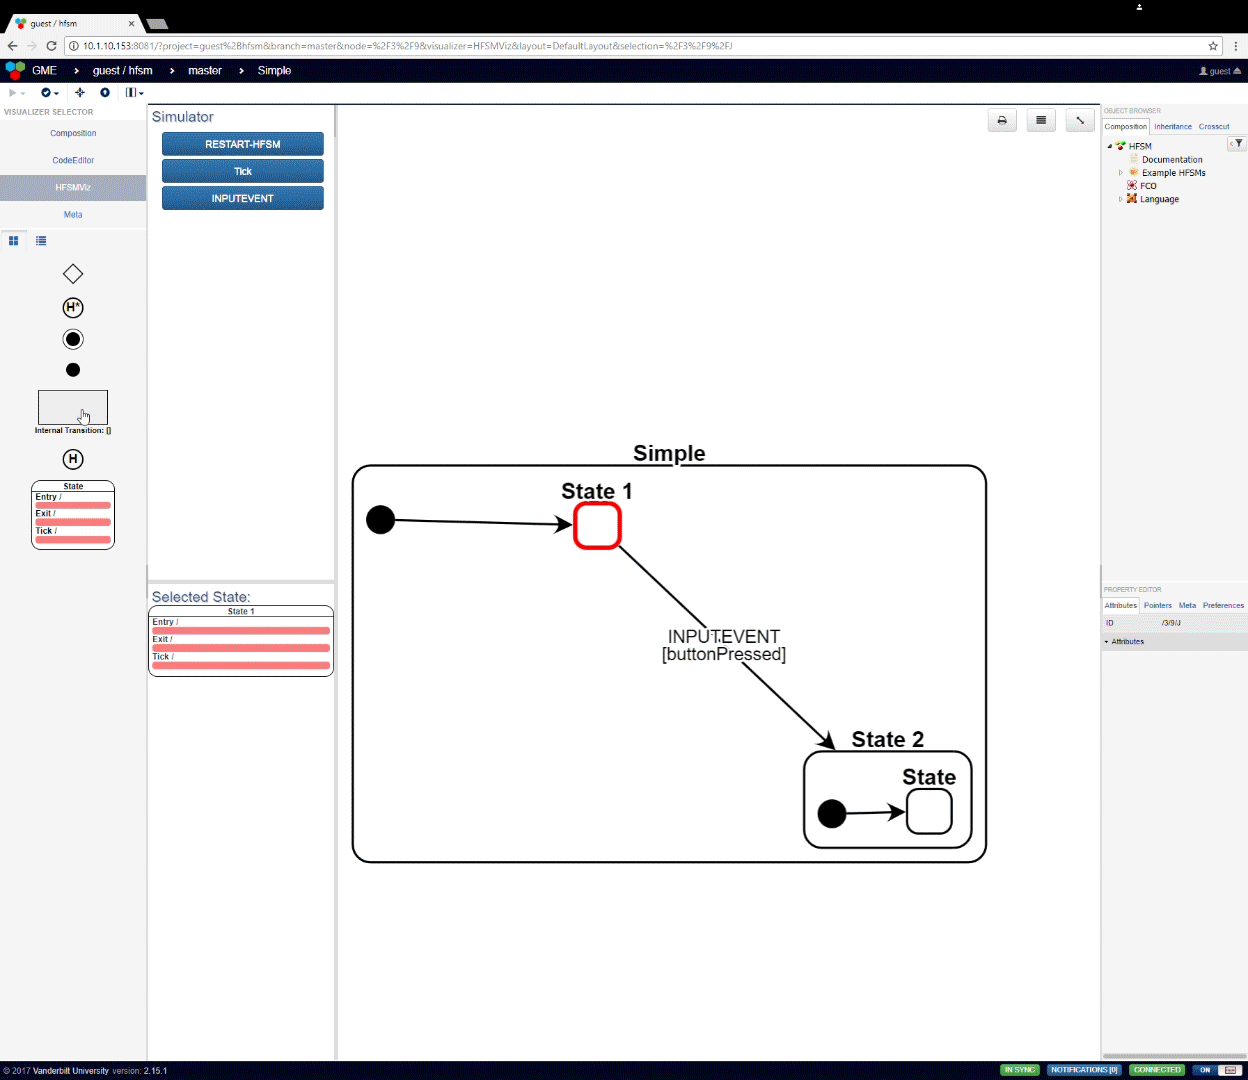 guest / hfsm
10.1.10.153:8081/?project=guest%2Bhfsm&branch=master&node=%2F3%2F9&visualizer=HFSMViz&layout=DefaultLayout&selection=%2F3%2F9%2FJ
GME > guest / hfsm > master > Simple
guest
VISUALIZER SELECTOR
Composition
CodeEditor
HFSMViz
Meta
H*
Internal Transition: []
H
State
Entry /
Exit /
Tick /
Simulator
RESTART-HFSM
Tick
INPUTEVENT
Selected State:
State 1
Entry /
Exit /
Tick /
Simple
State 1
INPUTEVENT
[buttonPressed]
State 2
State
OBJECT BROWSER
Composition Inheritance Crosscut
HFSM
Documentation
Example HFSMs
FCO
Language
PROPERTY EDITOR
Attributes Pointers Meta Preferences
ID /3/9/J
Attributes
© 2017 Vanderbilt University version: 2.15.1
IN SYNC NOTIFICATIONS [0] CONNECTED ON